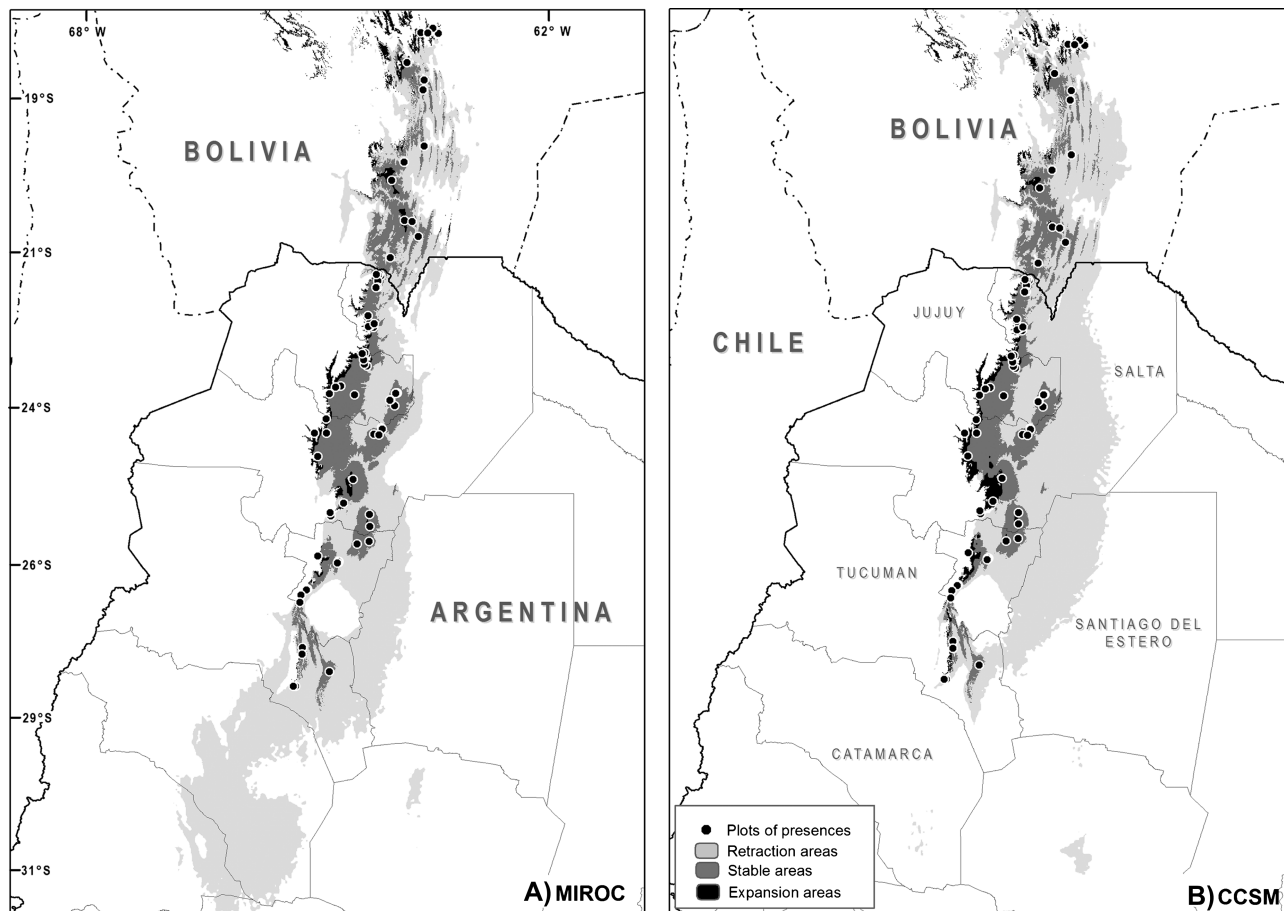 68° W
62° W
19°S
21°S
24°S
26°S
29°S
31°S
BOLIVIA
ARGENTINA
A) MIROC
BOLIVIA
CHILE
JUJUY
SALTA
TUCUMAN
SANTIAGO DEL
ESTERO
CATAMARCA
Plots of presences
Retraction areas
Stable areas
Expansion areas
B) CCSM